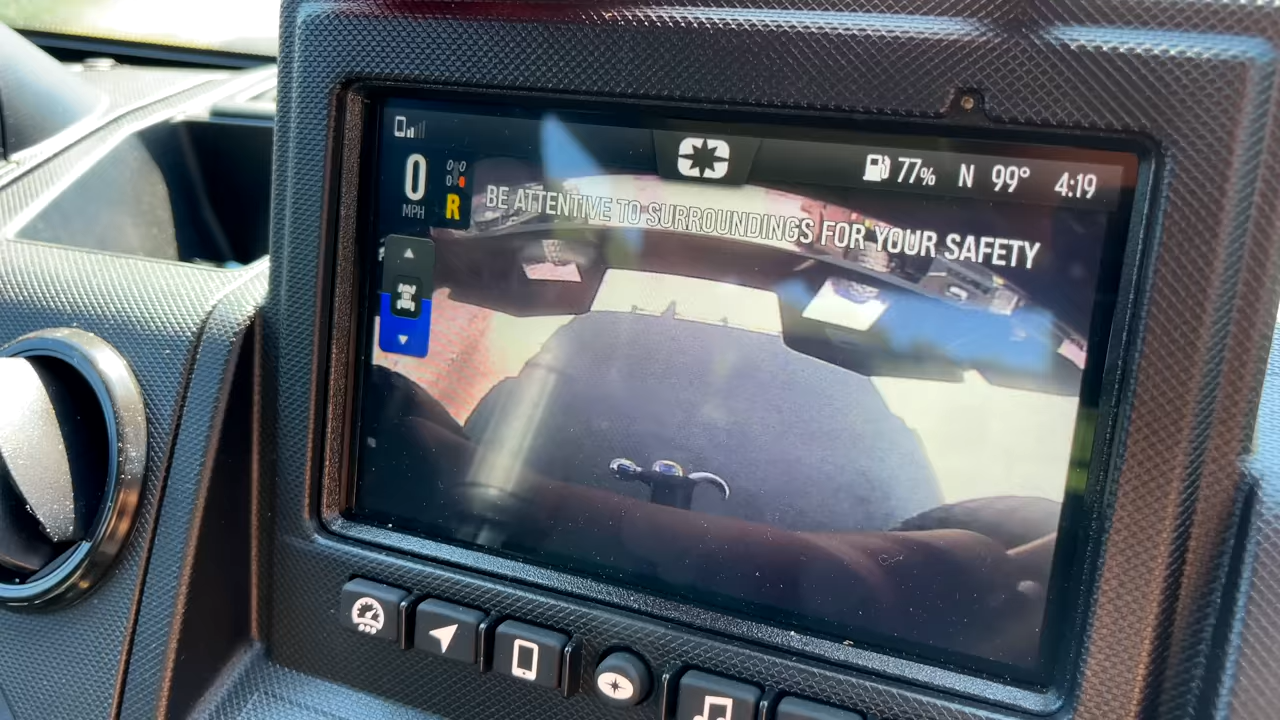 77% N 99° 4:19
0
MPH R
BE ATTENTIVE TO SURROUNDINGS FOR YOUR SAFETY